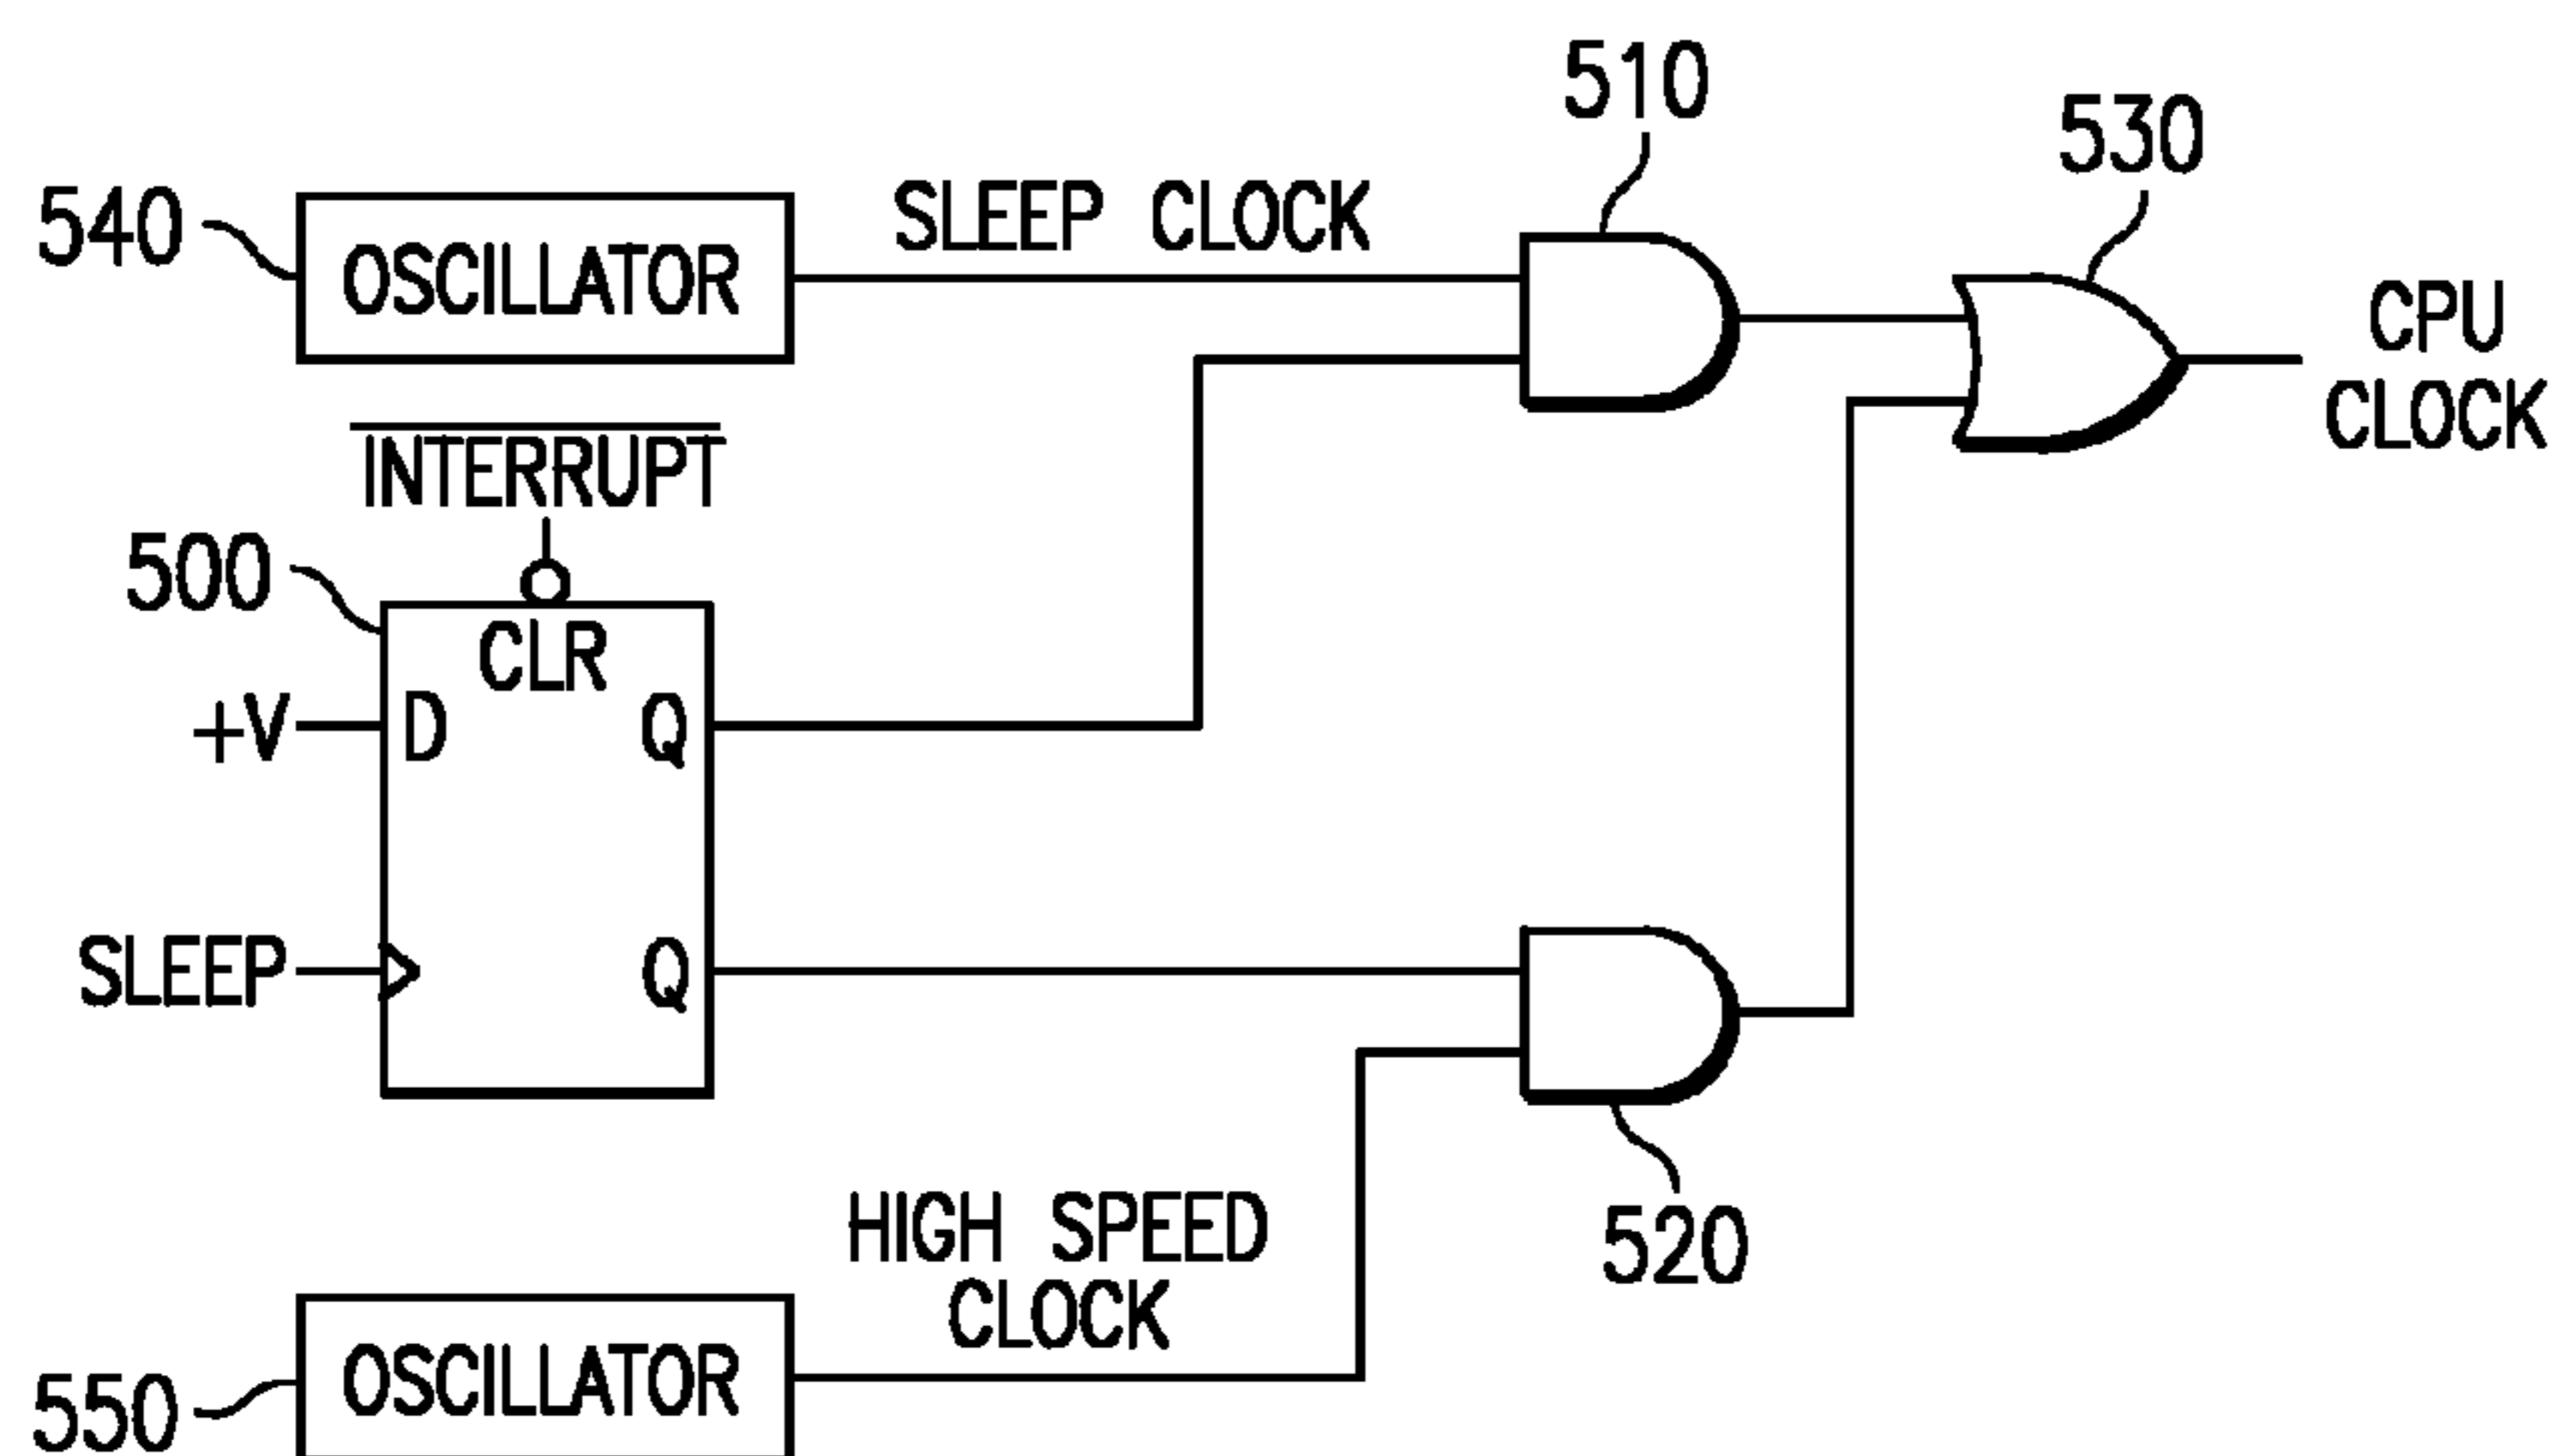 510
530
540
OSCILLATOR
SLEEP CLOCK
CPU
CLOCK
INTERRUPT
500
CLR
+V
D
Q
SLEEP
Q
520
HIGH SPEED
CLOCK
550
OSCILLATOR